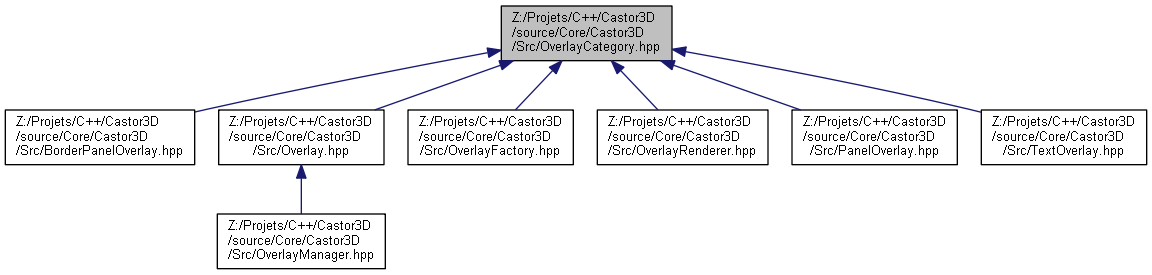 Z:/Projets/C++/Castor3D
/source/Core/Castor3D
/Src/OverlayCategory.hpp
Z:/Projets/C++/Castor3D
/source/Core/Castor3D
/Src/BorderPanelOverlay.hpp
Z:/Projets/C++/Castor3D
/source/Core/Castor3D
/Src/Overlay.hpp
Z:/Projets/C++/Castor3D
/source/Core/Castor3D
/Src/OverlayFactory.hpp
Z:/Projets/C++/Castor3D
/source/Core/Castor3D
/Src/OverlayRenderer.hpp
Z:/Projets/C++/Castor3D
/source/Core/Castor3D
/Src/PanelOverlay.hpp
Z:/Projets/C++/Castor3D
/source/Core/Castor3D
/Src/TextOverlay.hpp
Z:/Projets/C++/Castor3D
/source/Core/Castor3D
/Src/OverlayManager.hpp